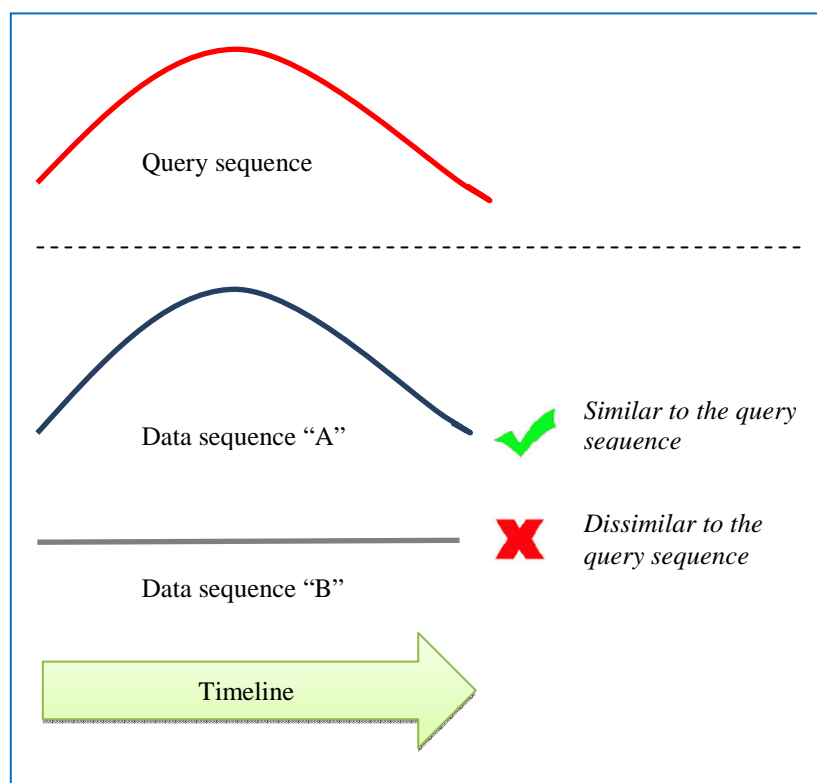 Query sequence
Data sequence “A”
Similar to the query
sequence
Dissimilar to the
query sequence
Data sequence “B”
Timeline